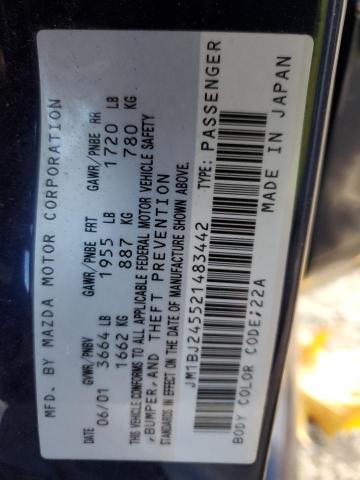 MFD. BY MAZDA MOTOR CORPORATION
DATE GVWR/PNBV GAWR/PNBE FRT GAWR/PNBE RR
06/01 3664 LB 1955 LB 1720 LB
1662 KG 887 KG 780 KG
THIS VEHICLE CONFORMS TO ALL APPLICABLE FEDERAL MOTOR VEHICLE SAFETY
,BUMPER,AND THEFT PREVENTION
STANDARDS IN EFFECT ON THE DATE OF MANUFACTURE SHOWN ABOVE.
JM1BJ245521483442 TYPE: PASSENGER
BODY COLOR CODE;22A MADE IN JAPAN